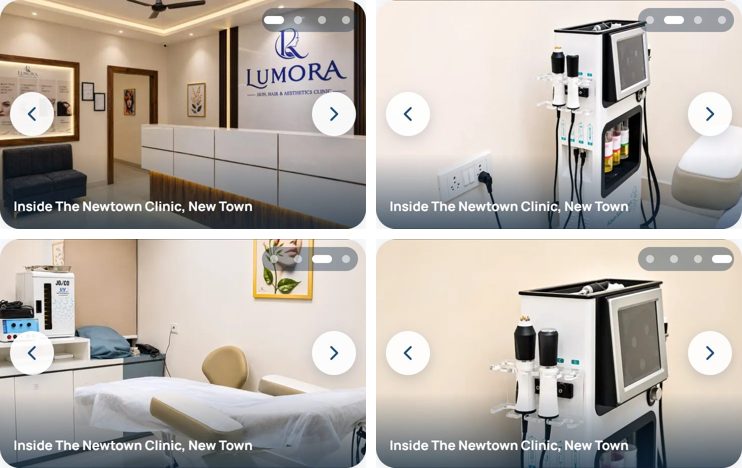 LUMORA
SKIN, HAIR & AESTHETICS CLINIC
Inside The Newtown Clinic, New Town
Inside The Newtown Clinic, New Town
Inside The Newtown Clinic, New Town
Inside The Newtown Clinic, New Town